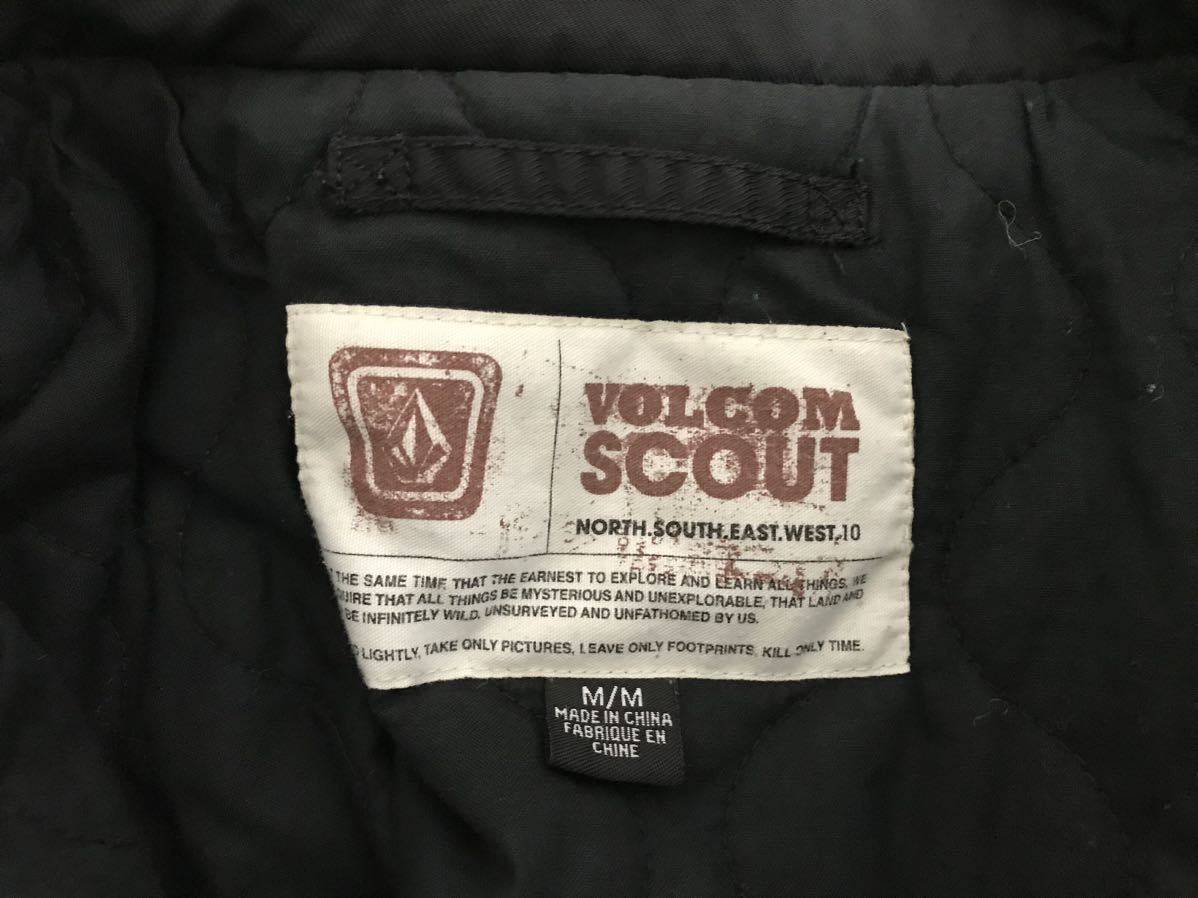 VOLCOM
SCOUT
NORTH.SOUTH.EAST.WEST.10
THE SAME TIME THAT THE EARNEST TO EXPLORE AND LEARN ALL THINGS, WE
UIRE THAT ALL THINGS BE MYSTERIOUS AND UNEXPLORABLE, THAT LAND AND
BE INFINITELY WILD, UNSURVEYED AND UNFATHOMED BY US.
LIGHTLY, TAKE ONLY PICTURES, LEAVE ONLY FOOTPRINTS, KILL ONLY TIME.
M/M
MADE IN CHINA
FABRIQUE EN
CHINE